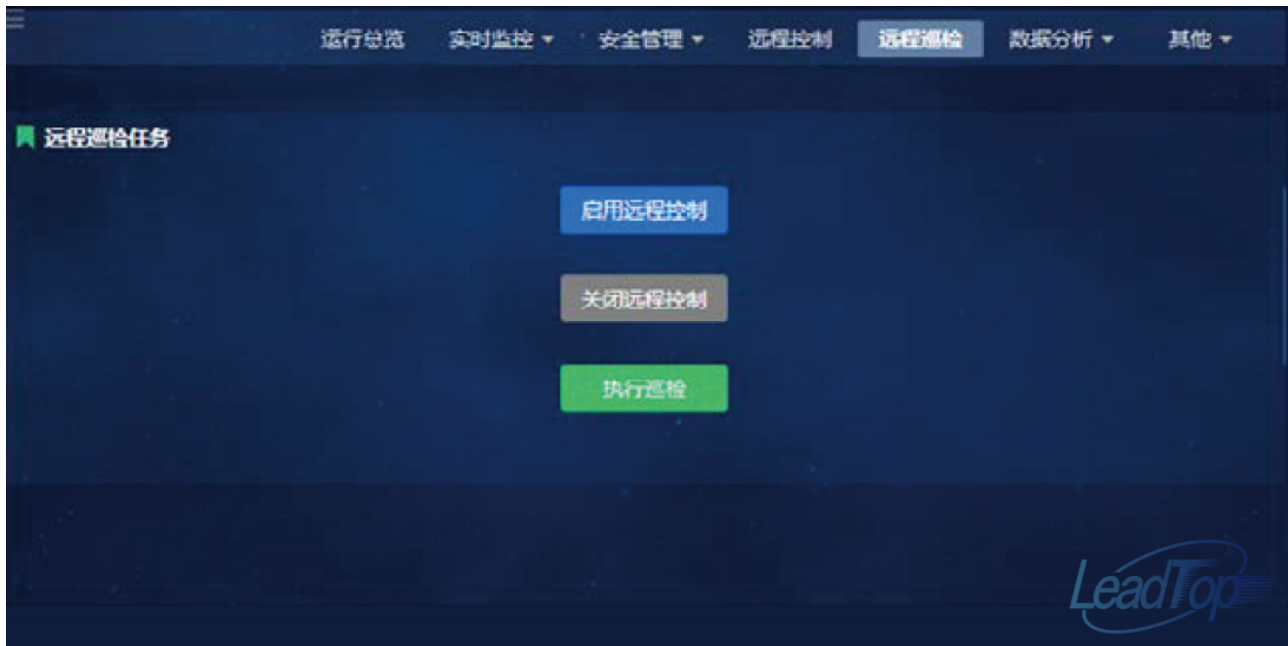 运行总览 实时监控 安全管理 远程控制 远程巡检 数据分析 其他
远程巡检任务
启用远程控制
关闭远程控制
执行巡检
LeadTop